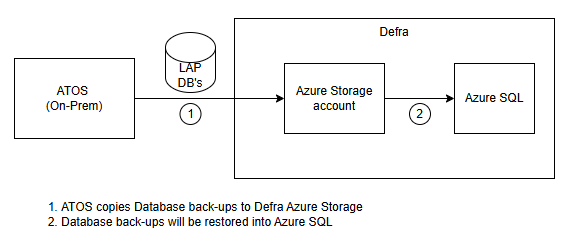 Defra
LAP
DB's
ATOS
(On-Prem)
Azure Storage
account
Azure SQL
1
2
1. ATOS copies Database back-ups to Defra Azure Storage
2. Database back-ups will be restored into Azure SQL